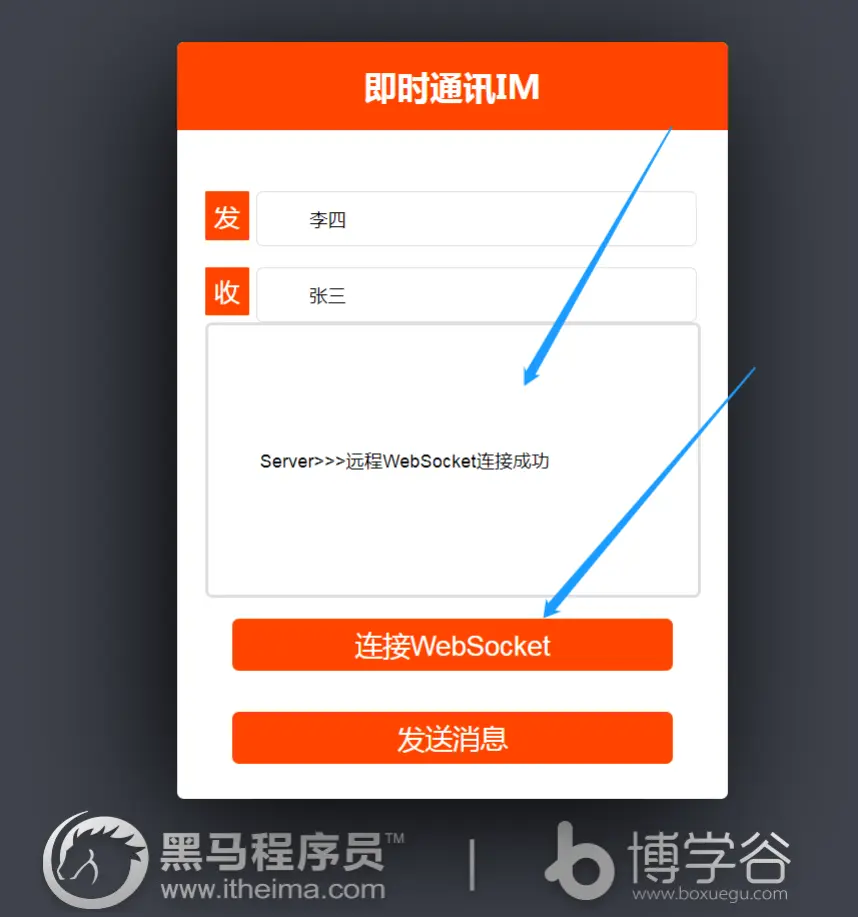 即时通讯IM
发 李四
收 张三
Server>>>远程WebSocket连接成功
连接WebSocket
发送消息
黑马程序员™ | 博学谷
www.itheima.com www.boxuegu.com